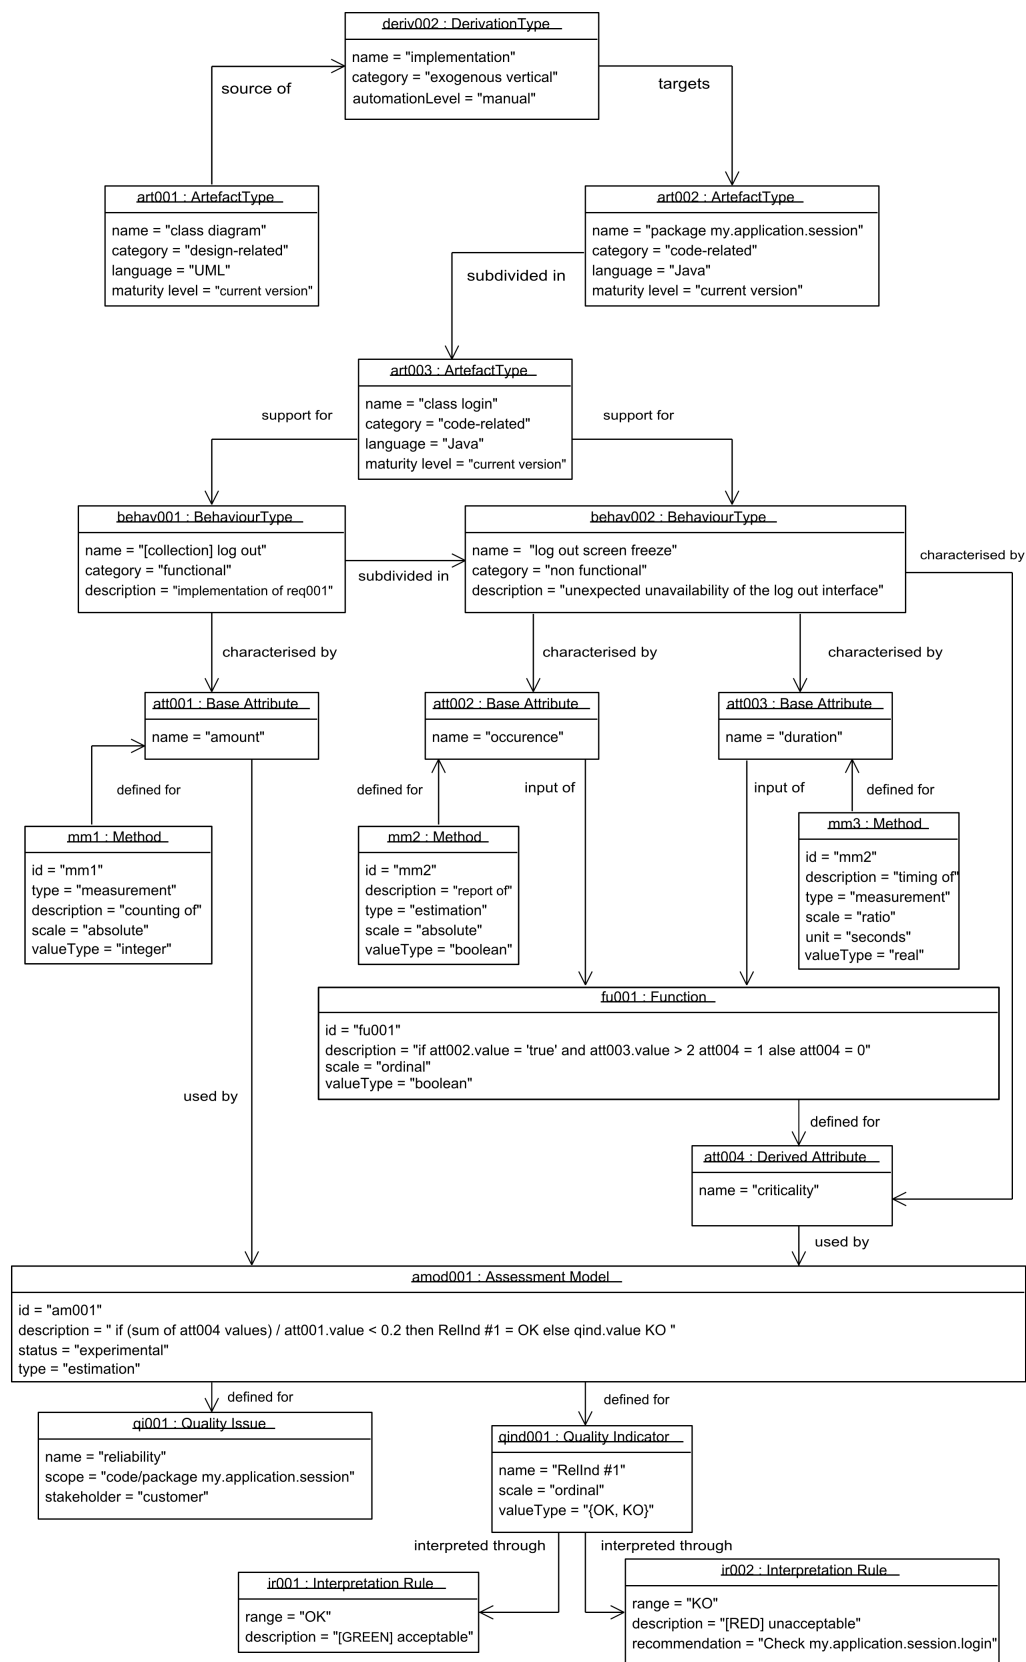 deriv002 : DerivationType
name = "implementation"
category = "exogenous vertical"
automationLevel = "manual"
source of
targets
art001 : ArtefactType
name = "class diagram"
category = "design-related"
language = "UML"
maturity level = "current version"
art002 : ArtefactType
name = "package my.application.session"
category = "code-related"
language = "Java"
maturity level = "current version"
subdivided in
art003 : ArtefactType
name = "class login"
category = "code-related"
language = "Java"
maturity level = "current version"
support for
support for
behav001 : BehaviourType
name = "[collection] log out"
category = "functional"
description = "implementation of req001"
subdivided in
behav002 : BehaviourType
name =  "log out screen freeze"
category = "non functional"
description = "unexpected unavailability of the log out interface"
characterised by
characterised by
characterised by
characterised by
att001 : Base Attribute
name = "amount"
att002 : Base Attribute
name = "occurence"
att003 : Base Attribute
name = "duration"
defined for
defined for
input of
input of
defined for
mm1 : Method
id = "mm1"
type = "measurement"
description = "counting of"
scale = "absolute"
valueType = "integer"
mm2 : Method
id = "mm2"
description = "report of"
type = "estimation"
scale = "absolute"
valueType = "boolean"
mm3 : Method
id = "mm2"
description = "timing of"
type = "measurement"
scale = "ratio"
unit = "seconds"
valueType = "real"
fu001 : Function
id = "fu001"
description = "if att002.value = 'true' and att003.value > 2 att004 = 1 alse att004 = 0"
scale = "ordinal"
valueType = "boolean"
used by
defined for
att004 : Derived Attribute
name = "criticality"
used by
amod001 : Assessment Model
id = "am001"
description = " if (sum of att004 values) / att001.value < 0.2 then RelInd #1 = OK else qind.value KO "
status = "experimental"
type = "estimation"
defined for
defined for
qi001 : Quality Issue
name = "reliability"
scope = "code/package my.application.session"
stakeholder = "customer"
qind001 : Quality Indicator
name = "RelInd #1"
scale = "ordinal"
valueType = "{OK, KO}"
interpreted through
interpreted through
ir001 : Interpretation Rule
range = "OK"
description = "[GREEN] acceptable"
ir002 : Interpretation Rule
range = "KO"
description = "[RED] unacceptable"
recommendation = "Check my.application.session.login"